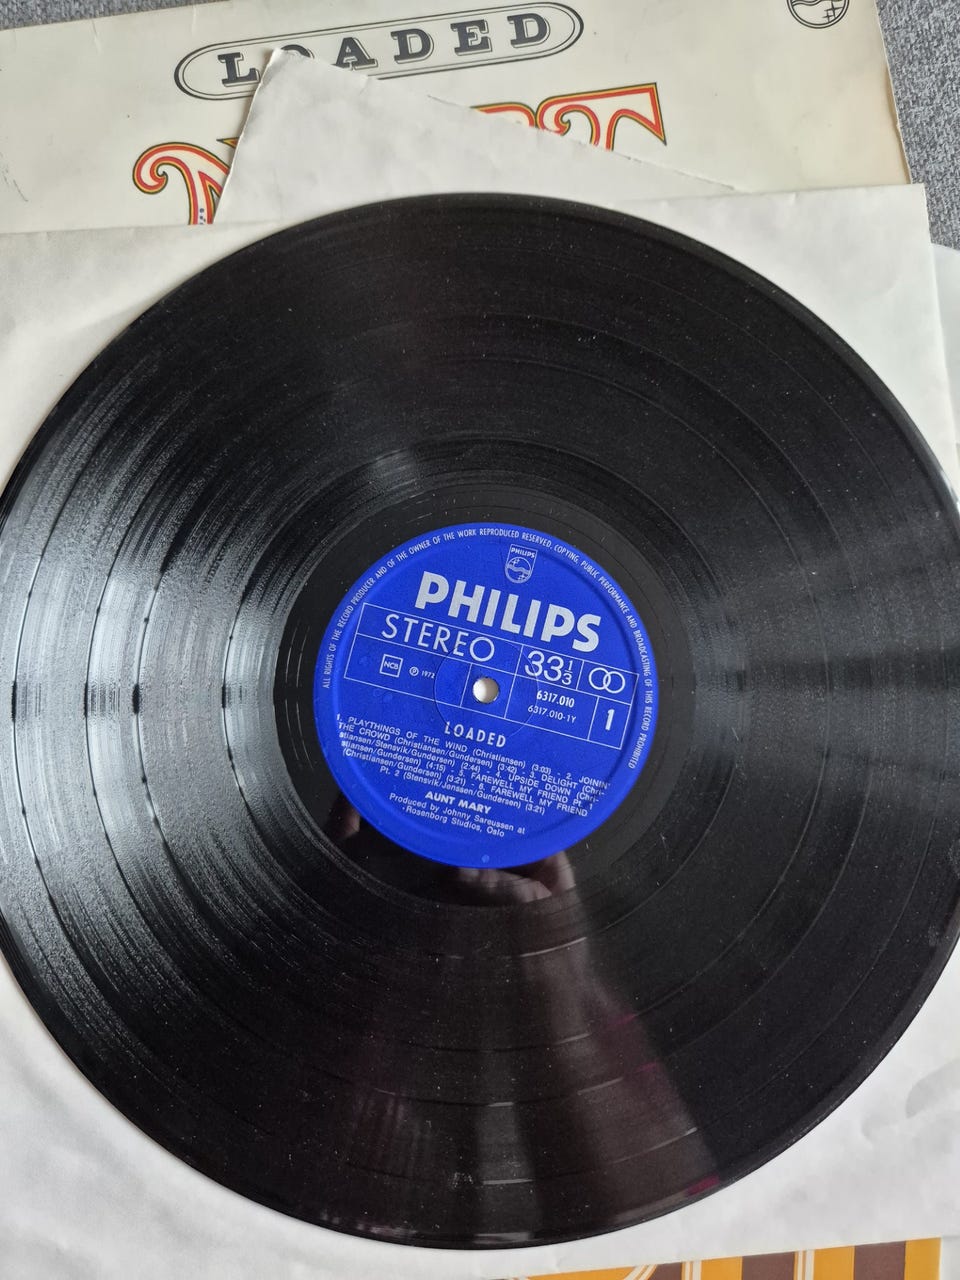 LOADED
ALL RIGHTS OF THE RECORD PRODUCER AND OF THE OWNER OF THE WORK REPRODUCED RESERVED. COPYING, PUBLIC PERFORMANCE AND BROADCASTING OF THIS RECORD PROHIBITED
PHILIPS
PHILIPS
STEREO
33 1/3
NCB
Ⓟ 1972
6317.010
6317.010-1Y
1
LOADED
1. PLAYTHINGS OF THE WIND (Christiansen) (3:03) - 2. JOININ'
THE CROWD (Christiansen/Gundersen) (3:42) - 3. DELIGHT (Chri-
stiansen/Stensvik/Gundersen) (2:44) - 4. UPSIDE DOWN (Chri-
stiansen/Gundersen) (4:15) - 5. FAREWELL MY FRIEND Pt. 1
(Christiansen/Gundersen) (3:21) - 6. FAREWELL MY FRIEND
Pt. 2 (Stensvik/Janssen/Gundersen) (3:21)
AUNT MARY
Produced by Johnny Sareussen at
Rosenborg Studios, Oslo